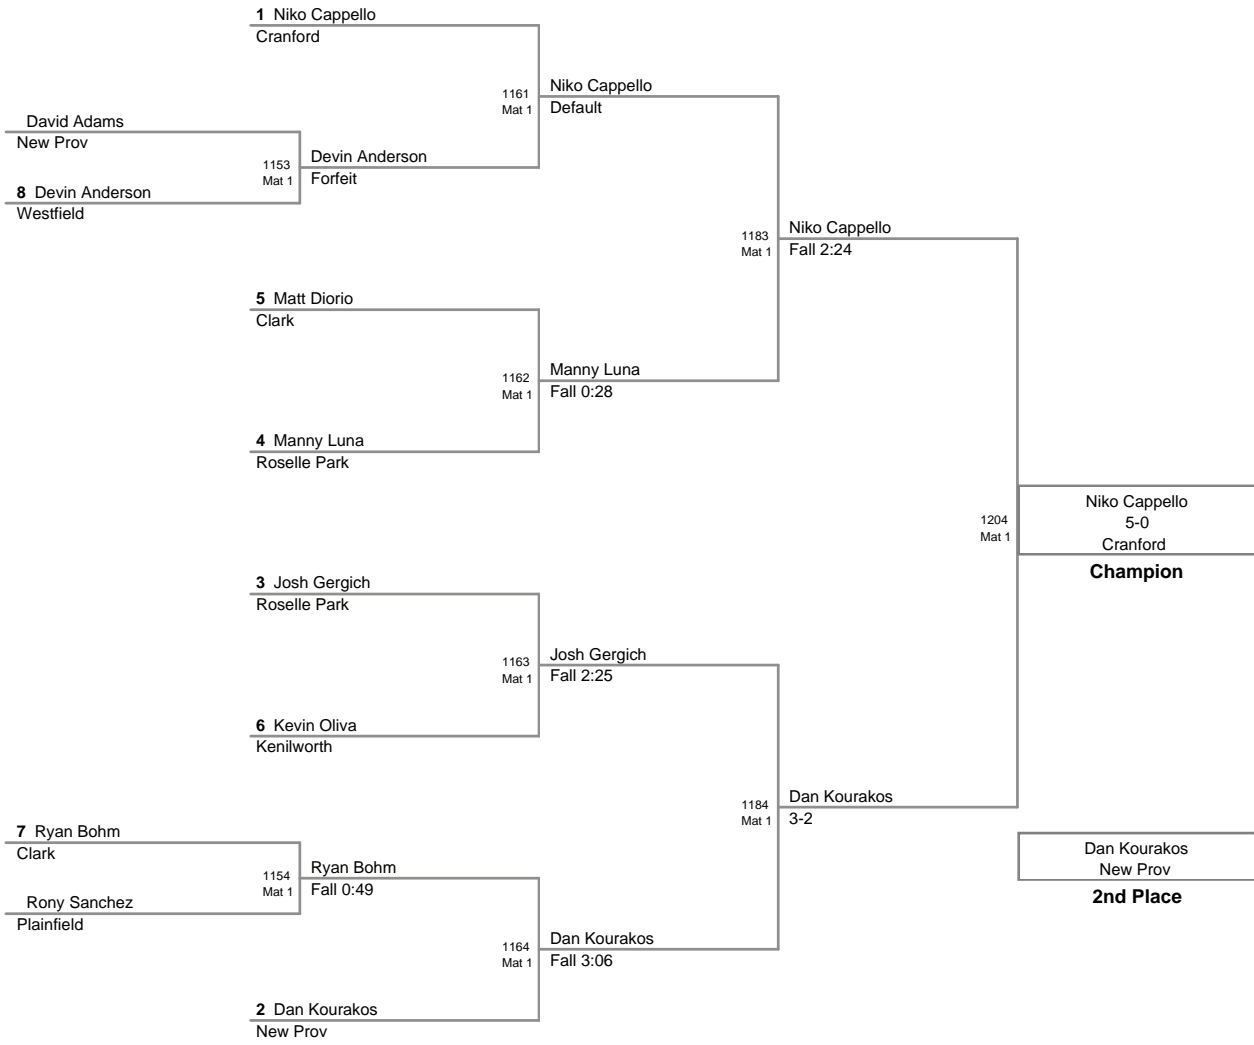 1 Niko Cappello
Cranford
1161
Mat 1
Niko Cappello
Default
David Adams
New Prov
1153
Mat 1
Devin Anderson
Forfeit
8 Devin Anderson
Westfield
1183
Mat 1
Niko Cappello
Fall 2:24
5 Matt Diorio
Clark
1162
Mat 1
Manny Luna
Fall 0:28
4 Manny Luna
Roselle Park
1204
Mat 1
Niko Cappello
5-0
Cranford
Champion
3 Josh Gergich
Roselle Park
1163
Mat 1
Josh Gergich
Fall 2:25
6 Kevin Oliva
Kenilworth
1184
Mat 1
Dan Kourakos
3-2
7 Ryan Bohm
Clark
1154
Mat 1
Ryan Bohm
Fall 0:49
Rony Sanchez
Plainfield
Dan Kourakos
New Prov
2nd Place
1164
Mat 1
Dan Kourakos
Fall 3:06
2 Dan Kourakos
New Prov